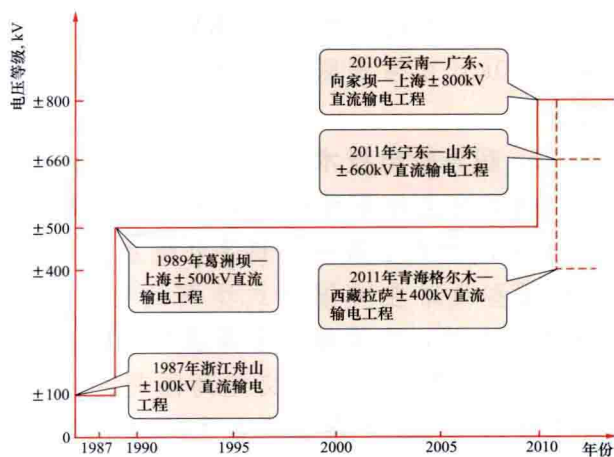 电压等级, kV
±800
±660
±500
±400
±100
0
2010年云南—广东、
向家坝—上海±800kV
直流输电工程
2011年宁东—山东
±660kV直流输电工程
1989年葛洲坝—
上海±500kV直流
输电工程
2011年青海格尔木—
西藏拉萨±400kV直流
输电工程
1987年浙江舟山
±100kV 直流输电
工程
1987 1990 1995 2000 2005 2010 年份